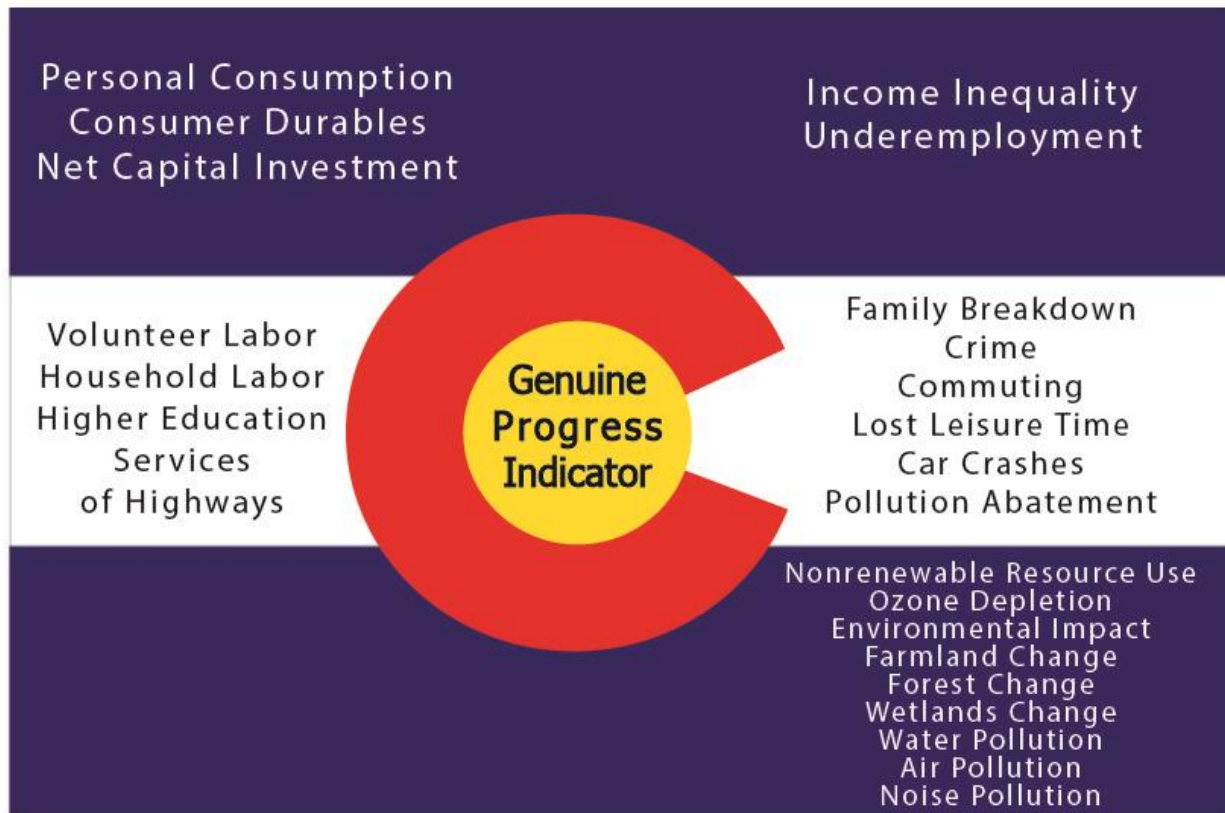 Personal Consumption
Consumer Durables
Net Capital Investment
Income Inequality
Underemployment
Volunteer Labor
Household Labor
Higher Education
Services
of Highways
Genuine
Progress
Indicator
Family Breakdown
Crime
Commuting
Lost Leisure Time
Car Crashes
Pollution Abatement
Nonrenewable Resource Use
Ozone Depletion
Environmental Impact
Farmland Change
Forest Change
Wetlands Change
Water Pollution
Air Pollution
Noise Pollution